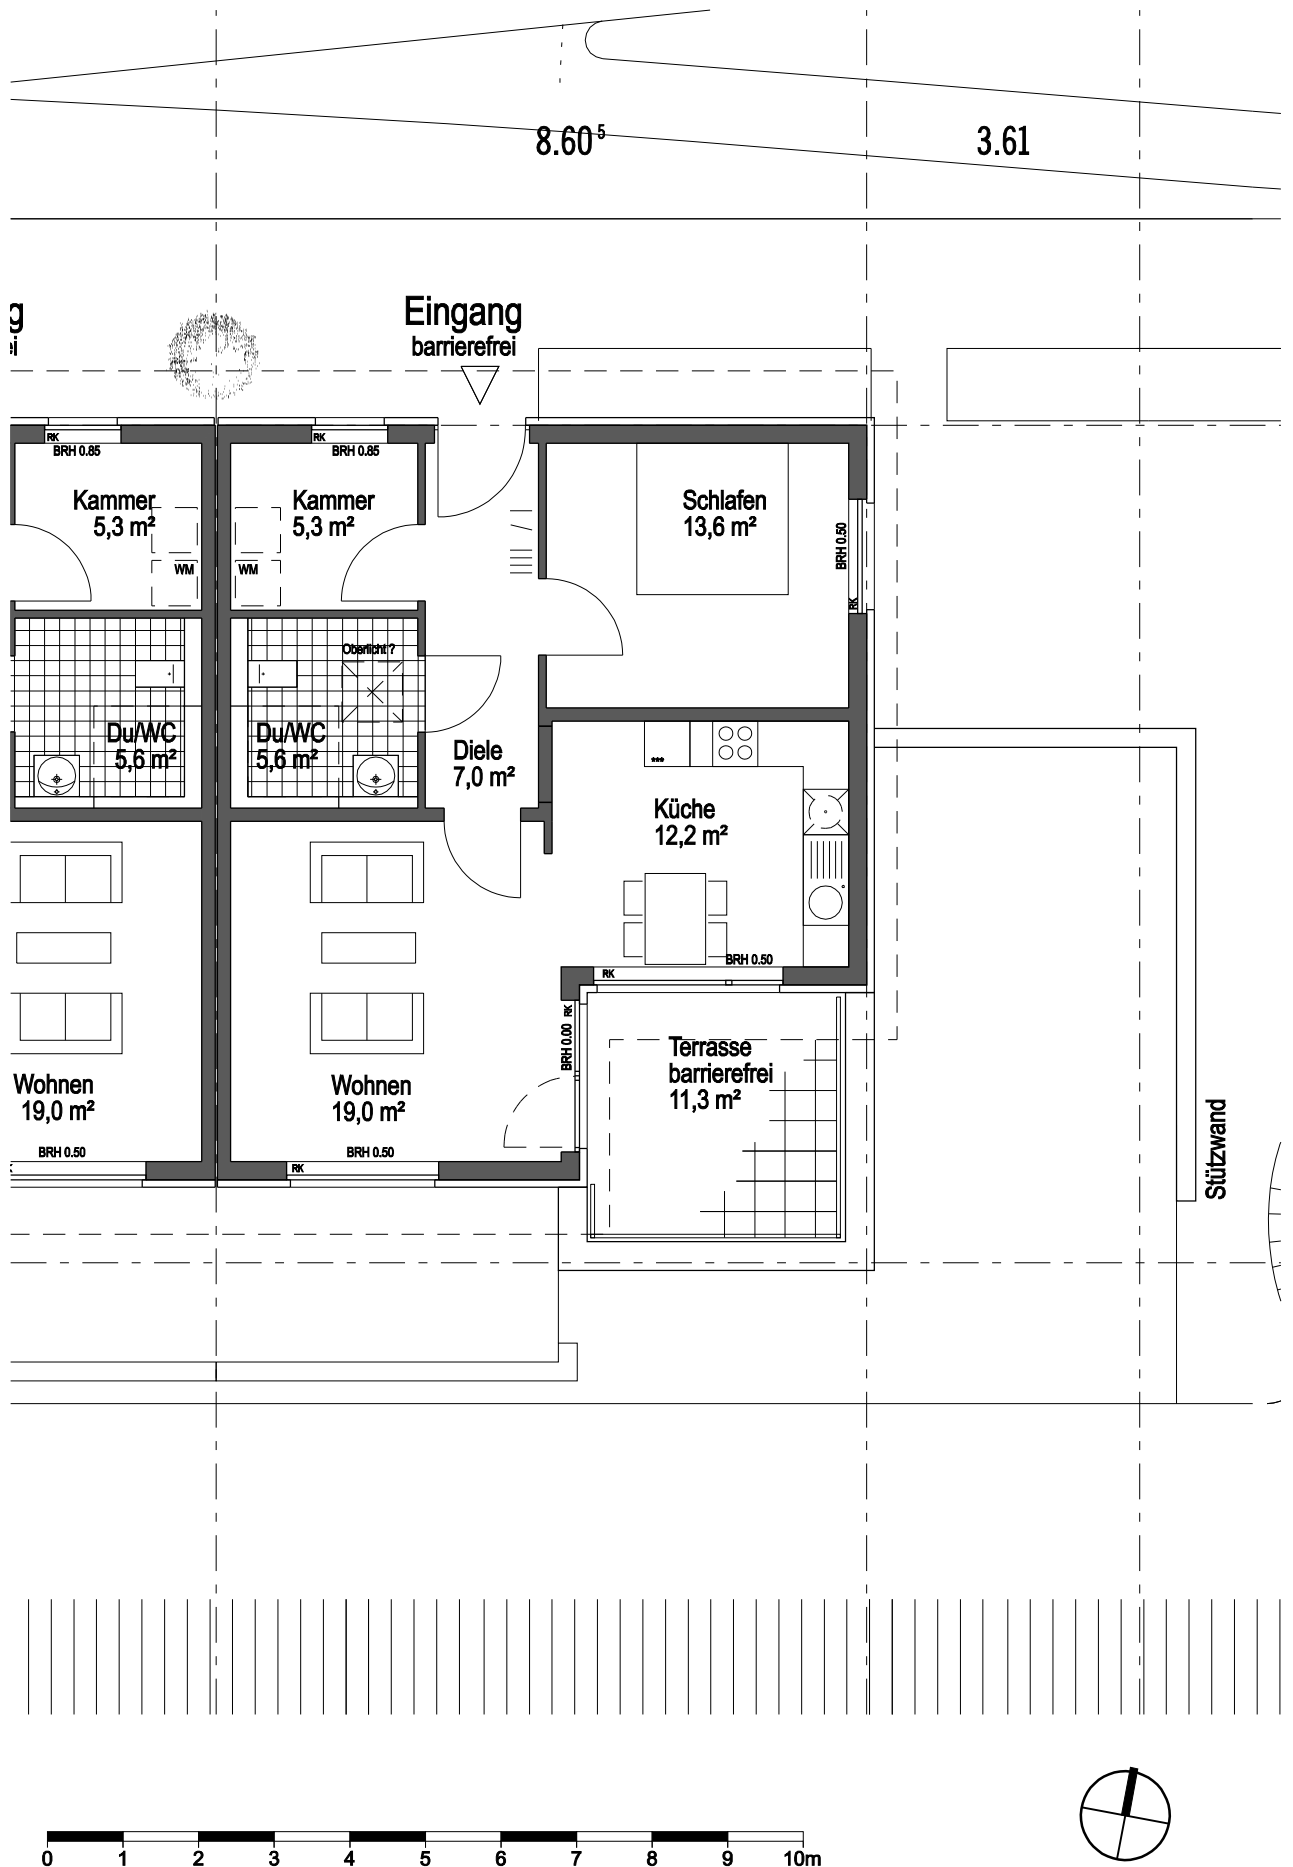 8.60⁵
3.61
g
Eingang
barrierefrei
RK
BRH 0.85
RK
BRH 0.85
Kammer
5,3 m²
Kammer
5,3 m²
Schlafen
13,6 m²
BRH 0.50
RK
WM
WM
Oberlicht ?
Du/WC
5,6 m²
Du/WC
5,6 m²
Diele
7,0 m²
***
Küche
12,2 m²
BRH 0.50
RK
RK
BRH 0.00
Terrasse
barrierefrei
11,3 m²
Wohnen
19,0 m²
Wohnen
19,0 m²
BRH 0.50
BRH 0.50
RK
Stützwand
0 1 2 3 4 5 6 7 8 9 10m